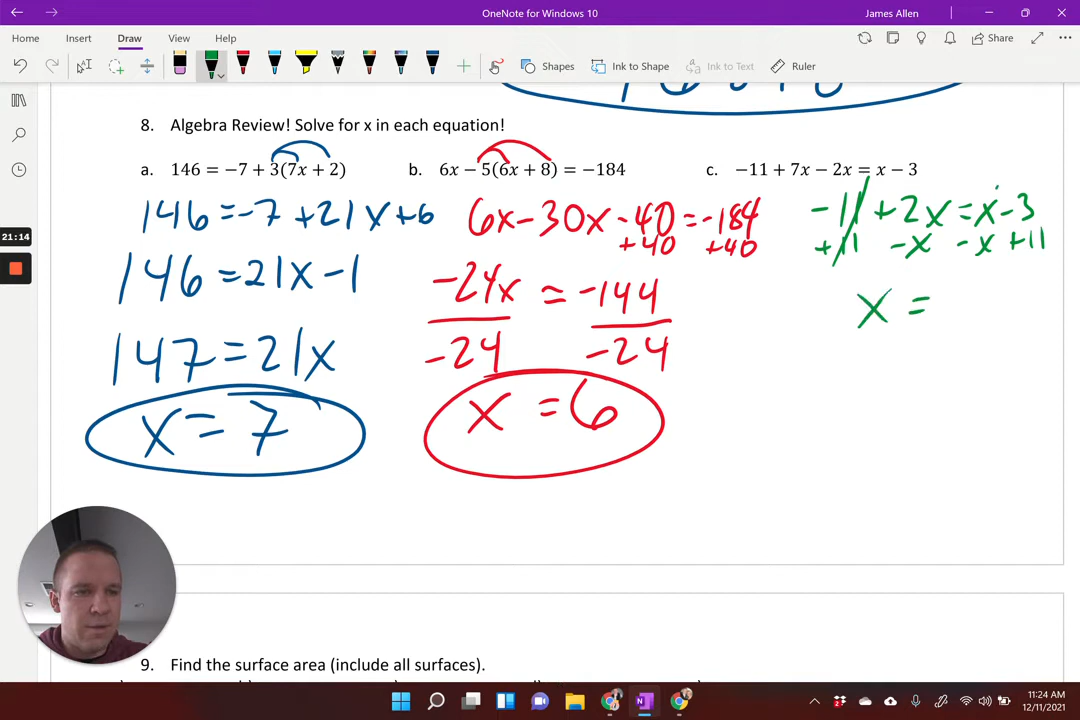 OneNote for Windows 10
James Allen
Home Insert Draw View Help
Share
Shapes
Ink to Shape
Ink to Text
Ruler
8. Algebra Review! Solve for x in each equation!
a. 146 = −7 + 3(7x + 2) b. 6x − 5(6x + 8) = −184 c. −11 + 7x − 2x = x − 3
146 = -7 + 21x + 6 6x - 30x - 40 = -184 -11 + 2x = x - 3
+40 +40 +11 -x -x +11
21:14
146 = 21x - 1 -24x = -144 x =
147 = 21x -24 -24
x = 7 x = 6
9. Find the surface area (include all surfaces).
11:24 AM
12/11/2021